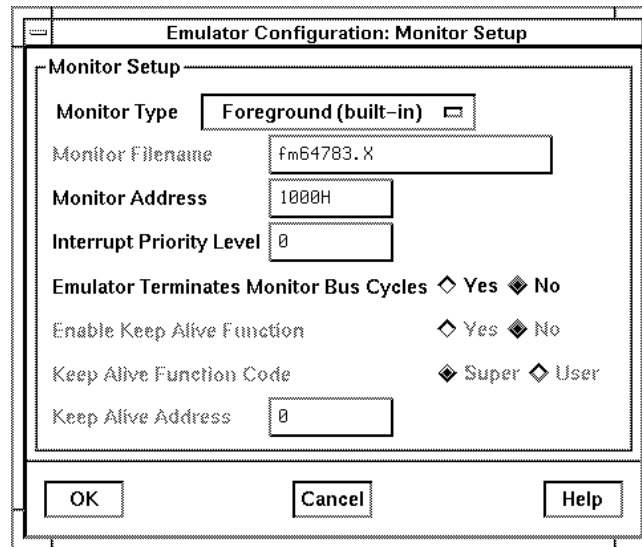 Emulator Configuration: Monitor Setup
Monitor Setup
Monitor Type Foreground (built-in)
Monitor Filename fm64783.X
Monitor Address 1000H
Interrupt Priority Level 0
Emulator Terminates Monitor Bus Cycles Yes No
Enable Keep Alive Function Yes No
Keep Alive Function Code Super User
Keep Alive Address 0
OK Cancel Help